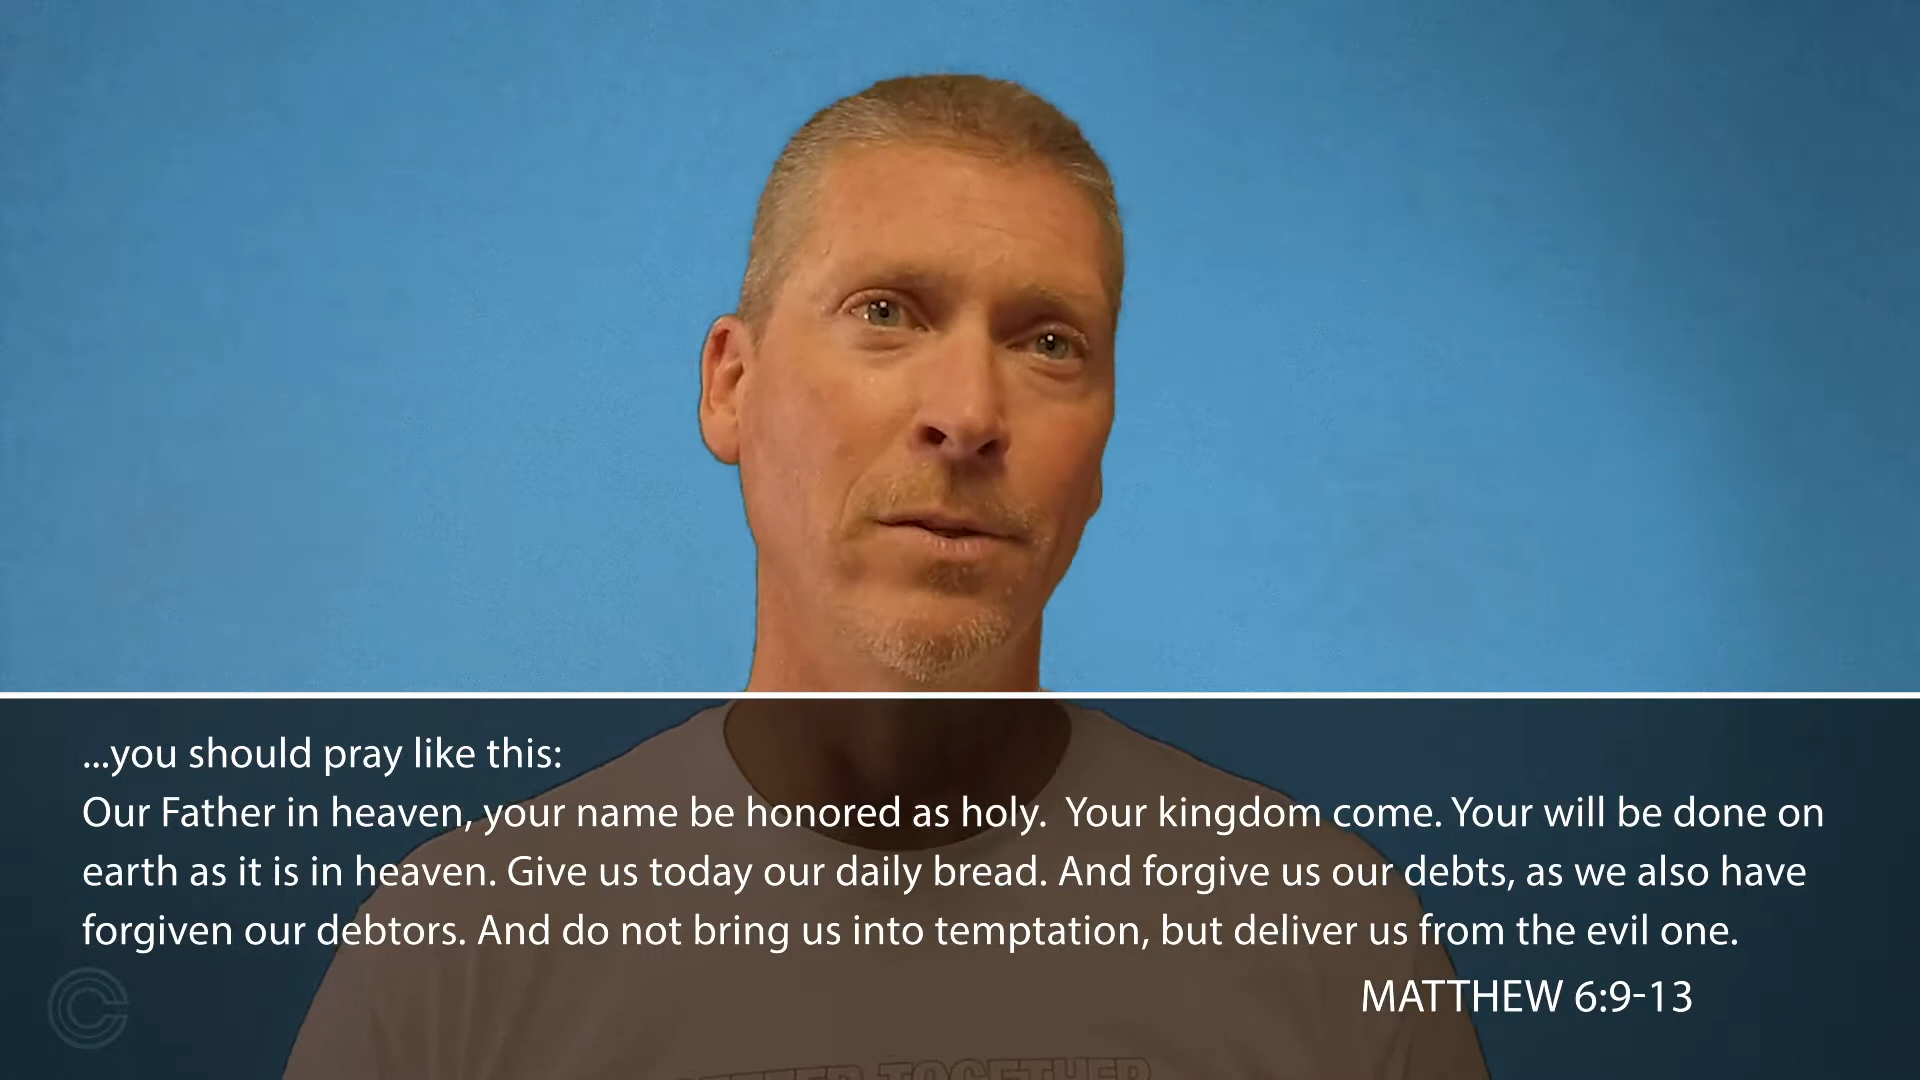 ...you should pray like this:
Our Father in heaven, your name be honored as holy.  Your kingdom come. Your will be done on
earth as it is in heaven. Give us today our daily bread. And forgive us our debts, as we also have
forgiven our debtors. And do not bring us into temptation, but deliver us from the evil one.
MATTHEW 6:9-13
TOGETHER